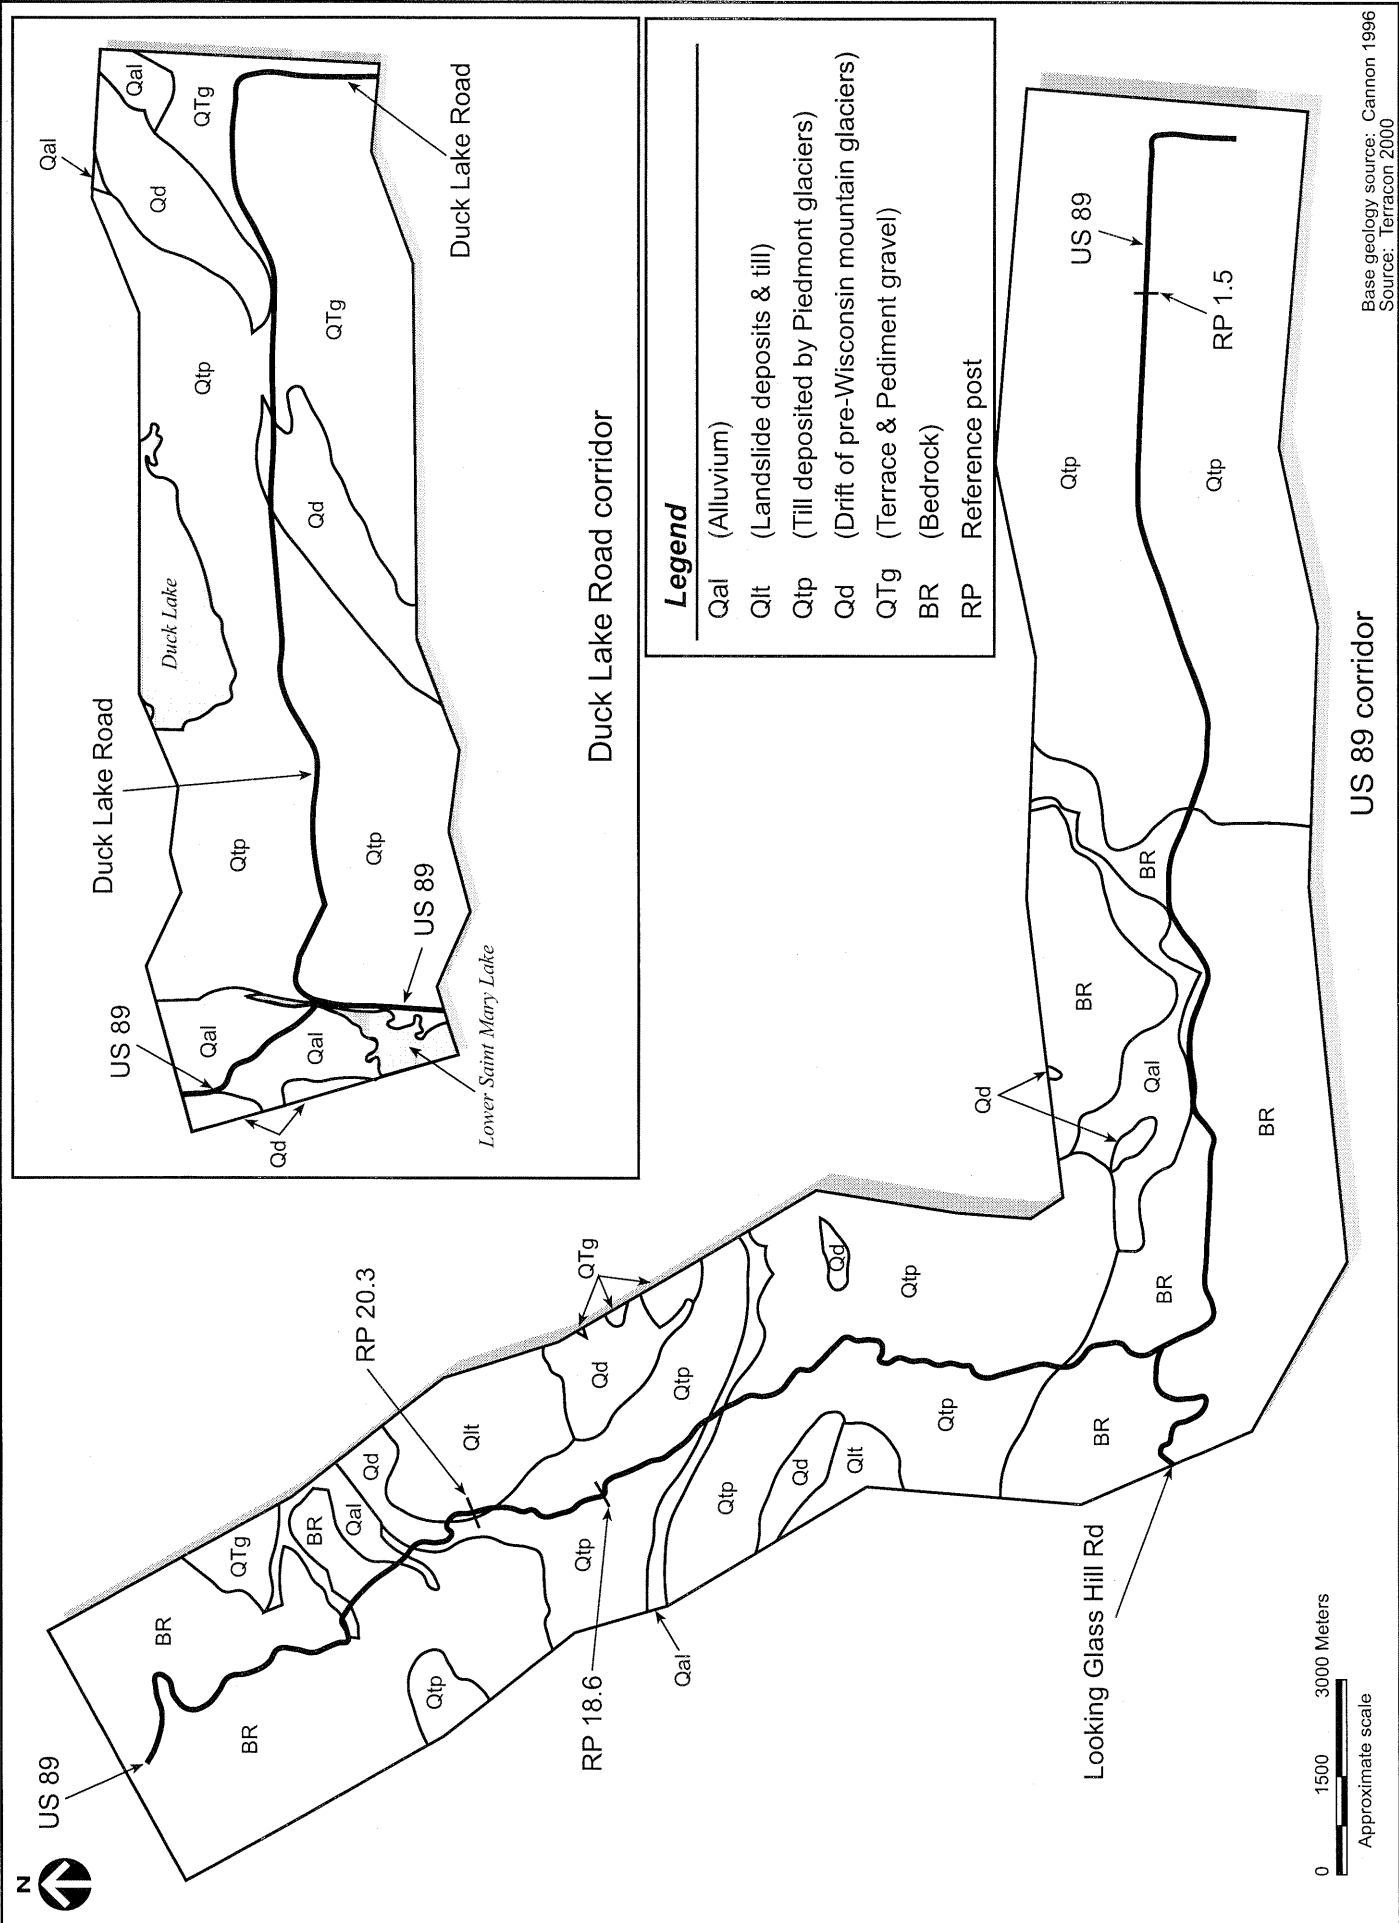 N
US 89
BR
BR
QTg
BR
Qal
Qtp
Qd
Qlt
RP 20.3
Qd
QTg
Qtp
Qtp
RP 18.6
Qal
Qtp
Qd
Qlt
Qd
Qtp
Qtp
BR
BR
Looking Glass Hill Rd
BR
Qd
Qal
BR
BR
Qtp
Qtp
US 89
RP 1.5
US 89 corridor
0 1500 3000 Meters
Approximate scale
US 89
Qal
Qal
Qd
Lower Saint Mary Lake
US 89
Duck Lake Road
Qtp
Qtp
Duck Lake
Qtp
Qd
QTg
Qd
Qal
Qal
QTg
Duck Lake Road
Duck Lake Road corridor
Legend
Qal (Alluvium)
Qlt (Landslide deposits & till)
Qtp (Till deposited by Piedmont glaciers)
Qd (Drift of pre-Wisconsin mountain glaciers)
QTg (Terrace & Pediment gravel)
BR (Bedrock)
RP Reference post
Base geology source: Cannon 1996
Source: Terracon 2000